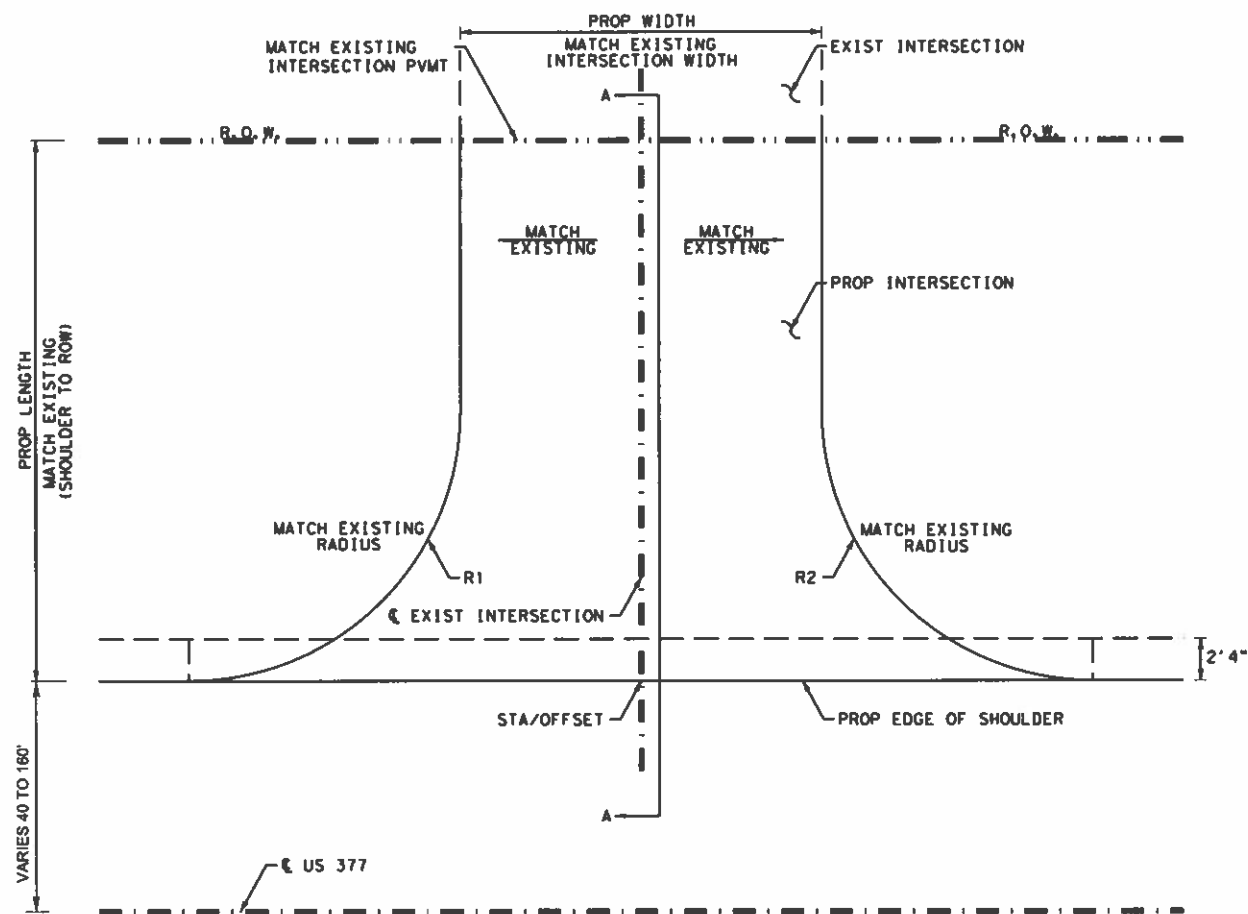 PROP WIDTH
MATCH EXISTING
INTERSECTION PVMT
MATCH EXISTING
INTERSECTION WIDTH
EXIST INTERSECTION
A
R.O.W.
R.O.W.
MATCH
EXISTING
MATCH
EXISTING
PROP INTERSECTION
PROP LENGTH
MATCH EXISTING
(SHOULDER TO ROW)
MATCH EXISTING
RADIUS
MATCH EXISTING
RADIUS
R1
R2
℄ EXIST INTERSECTION
2'4"
STA/OFFSET
PROP EDGE OF SHOULDER
VARIES 40 TO 160'
A
℄ US 377